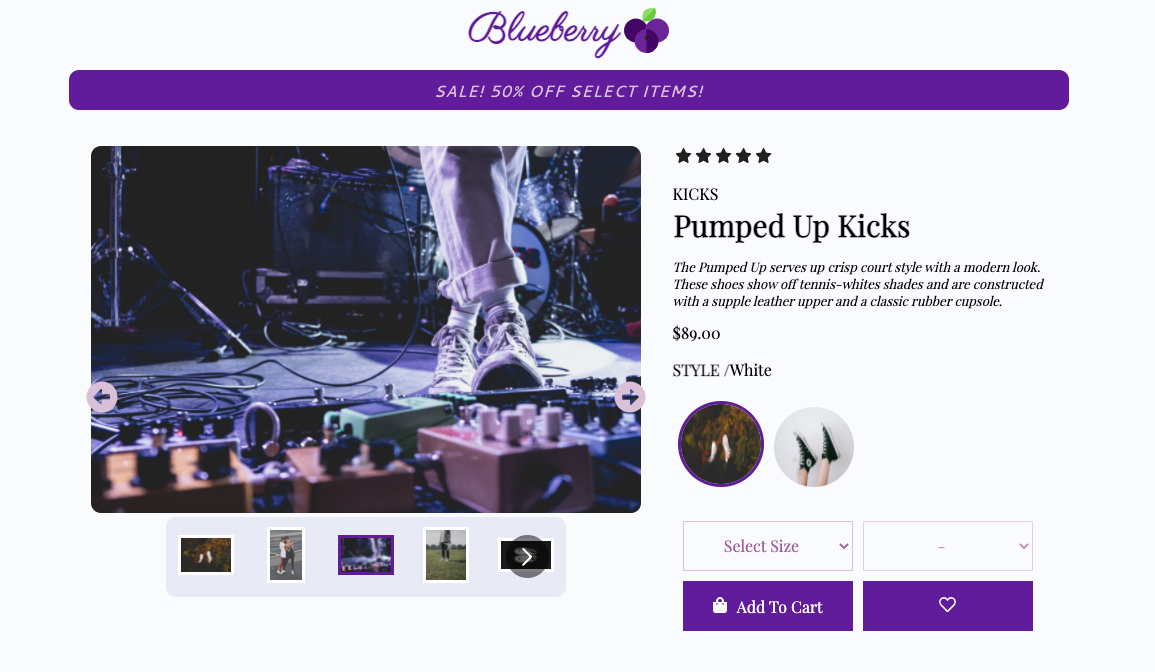 Blueberry
SALE! 50% OFF SELECT ITEMS!
KICKS
Pumped Up Kicks
The Pumped Up serves up crisp court style with a modern look.
These shoes show off tennis-whites shades and are constructed
with a supple leather upper and a classic rubber cupsole.
$89.00
STYLE /White
Select Size
-
Add To Cart